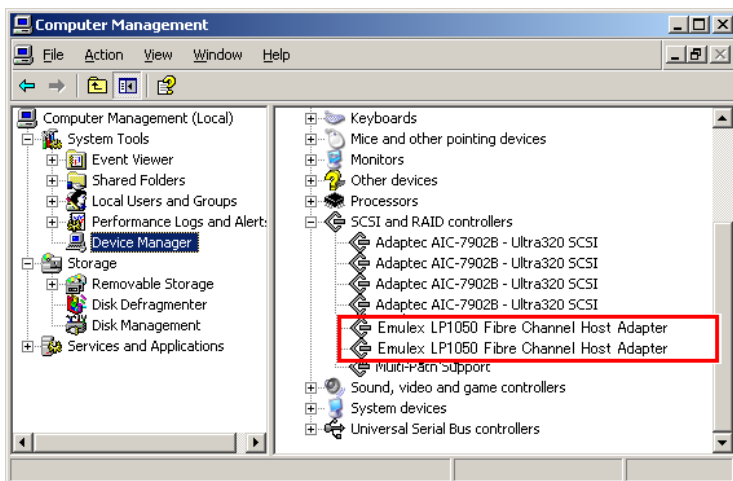 Computer Management
File Action View Window Help
Computer Management (Local)
System Tools
Event Viewer
Shared Folders
Local Users and Groups
Performance Logs and Alert:
Device Manager
Storage
Removable Storage
Disk Defragmenter
Disk Management
Services and Applications
Keyboards
Mice and other pointing devices
Monitors
Other devices
Processors
SCSI and RAID controllers
Adaptec AIC-7902B - Ultra320 SCSI
Adaptec AIC-7902B - Ultra320 SCSI
Adaptec AIC-7902B - Ultra320 SCSI
Adaptec AIC-7902B - Ultra320 SCSI
Emulex LP1050 Fibre Channel Host Adapter
Emulex LP1050 Fibre Channel Host Adapter
Multi-Path Support
Sound, video and game controllers
System devices
Universal Serial Bus controllers